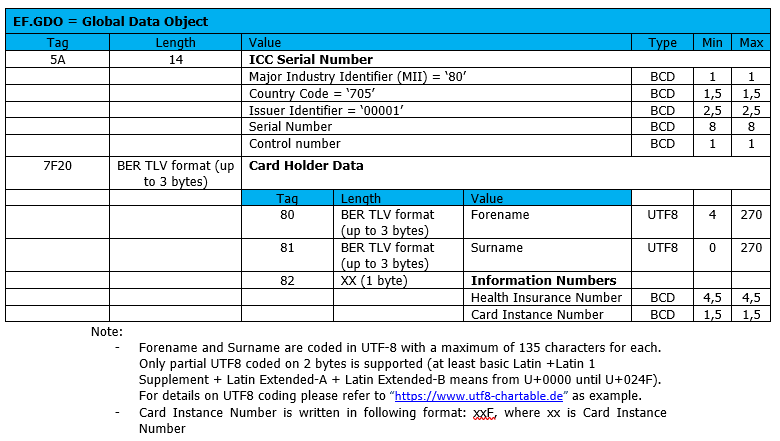 EF.GDO = Global Data Object
Tag Length Value Type Min Max
5A 14 ICC Serial Number
Major Industry Identifier (MII) = ‘80’ BCD 1 1
Country Code = ‘705’ BCD 1,5 1,5
Issuer Identifier = ‘00001’ BCD 2,5 2,5
Serial Number BCD 8 8
Control number BCD 1 1
7F20 BER TLV format (up Card Holder Data
to 3 bytes)
Tag Length Value
80 BER TLV format Forename UTF8 4 270
(up to 3 bytes)
81 BER TLV format Surname UTF8 0 270
(up to 3 bytes)
82 XX (1 byte) Information Numbers
Health Insurance Number BCD 4,5 4,5
Card Instance Number BCD 1,5 1,5
Note:
- Forename and Surname are coded in UTF-8 with a maximum of 135 characters for each.
Only partial UTF8 coded on 2 bytes is supported (at least basic Latin +Latin 1
Supplement + Latin Extended-A + Latin Extended-B means from U+0000 until U+024F).
For details on UTF8 coding please refer to “https://www.utf8-chartable.de” as example.
- Card Instance Number is written in following format: xxF, where xx is Card Instance
Number